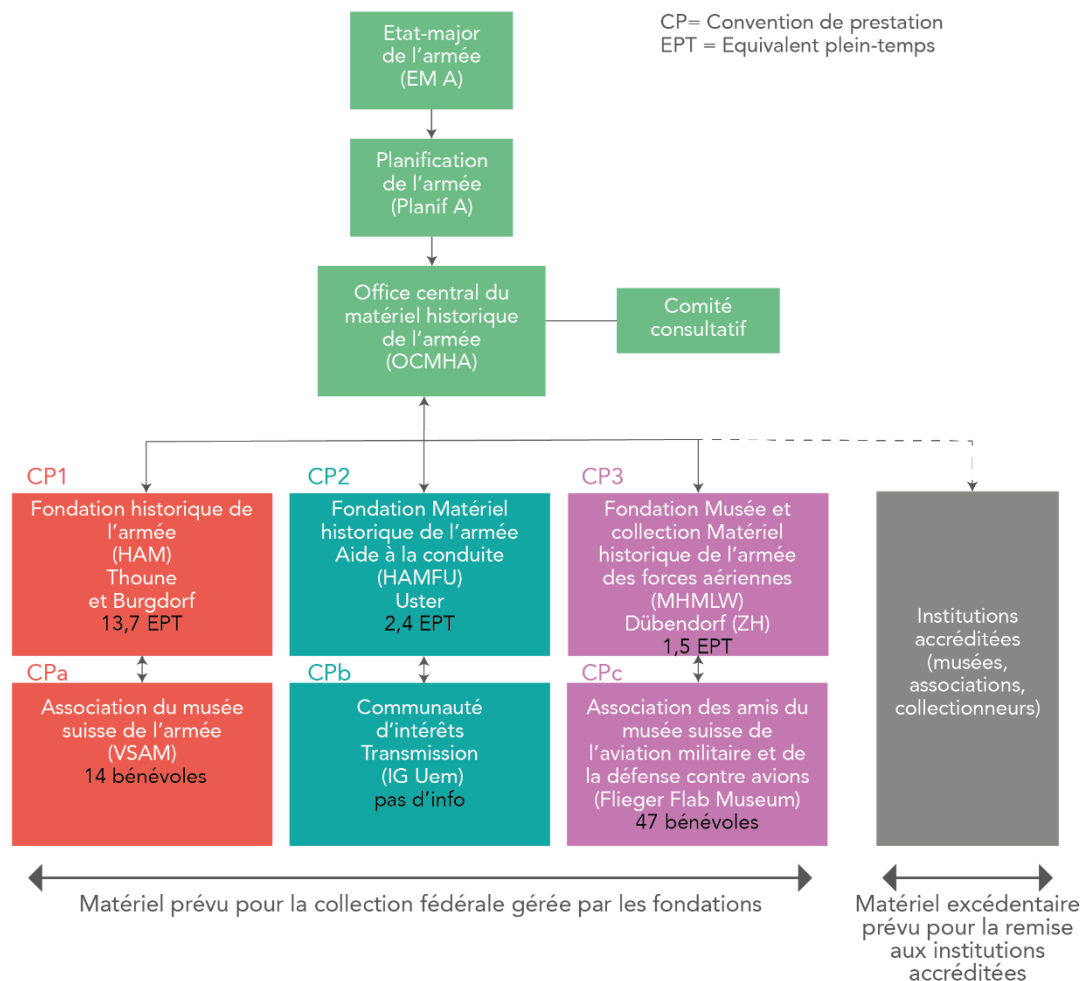 CP= Convention de prestation
EPT = Equivalent plein-temps
Etat-major
de l’armée
(EM A)
Planification
de l’armée
(Planif A)
Office central du
matériel historique
de l’armée
(OCMHA)
Comité
consultatif
CP1
Fondation historique de
l’armée
(HAM)
Thoune
et Burgdorf
13,7 EPT
CP2
Fondation Matériel
historique de l’armée
Aide à la conduite
(HAMFU)
Uster
2,4 EPT
CP3
Fondation Musée et
collection Matériel
historique de l’armée
des forces aériennes
(MHMLW)
Dübendorf (ZH)
1,5 EPT
Institutions
accréditées
(musées,
associations,
collectionneurs)
CPa
Association du musée
suisse de l’armée
(VSAM)
14 bénévoles
CPb
Communauté
d’intérêts
Transmission
(IG Uem)
pas d’info
CPc
Association des amis du
musée suisse de
l’aviation militaire et de
la défense contre avions
(Flieger Flab Museum)
47 bénévoles
Matériel prévu pour la collection fédérale gérée par les fondations
Matériel excédentaire
prévu pour la remise
aux institutions
accréditées